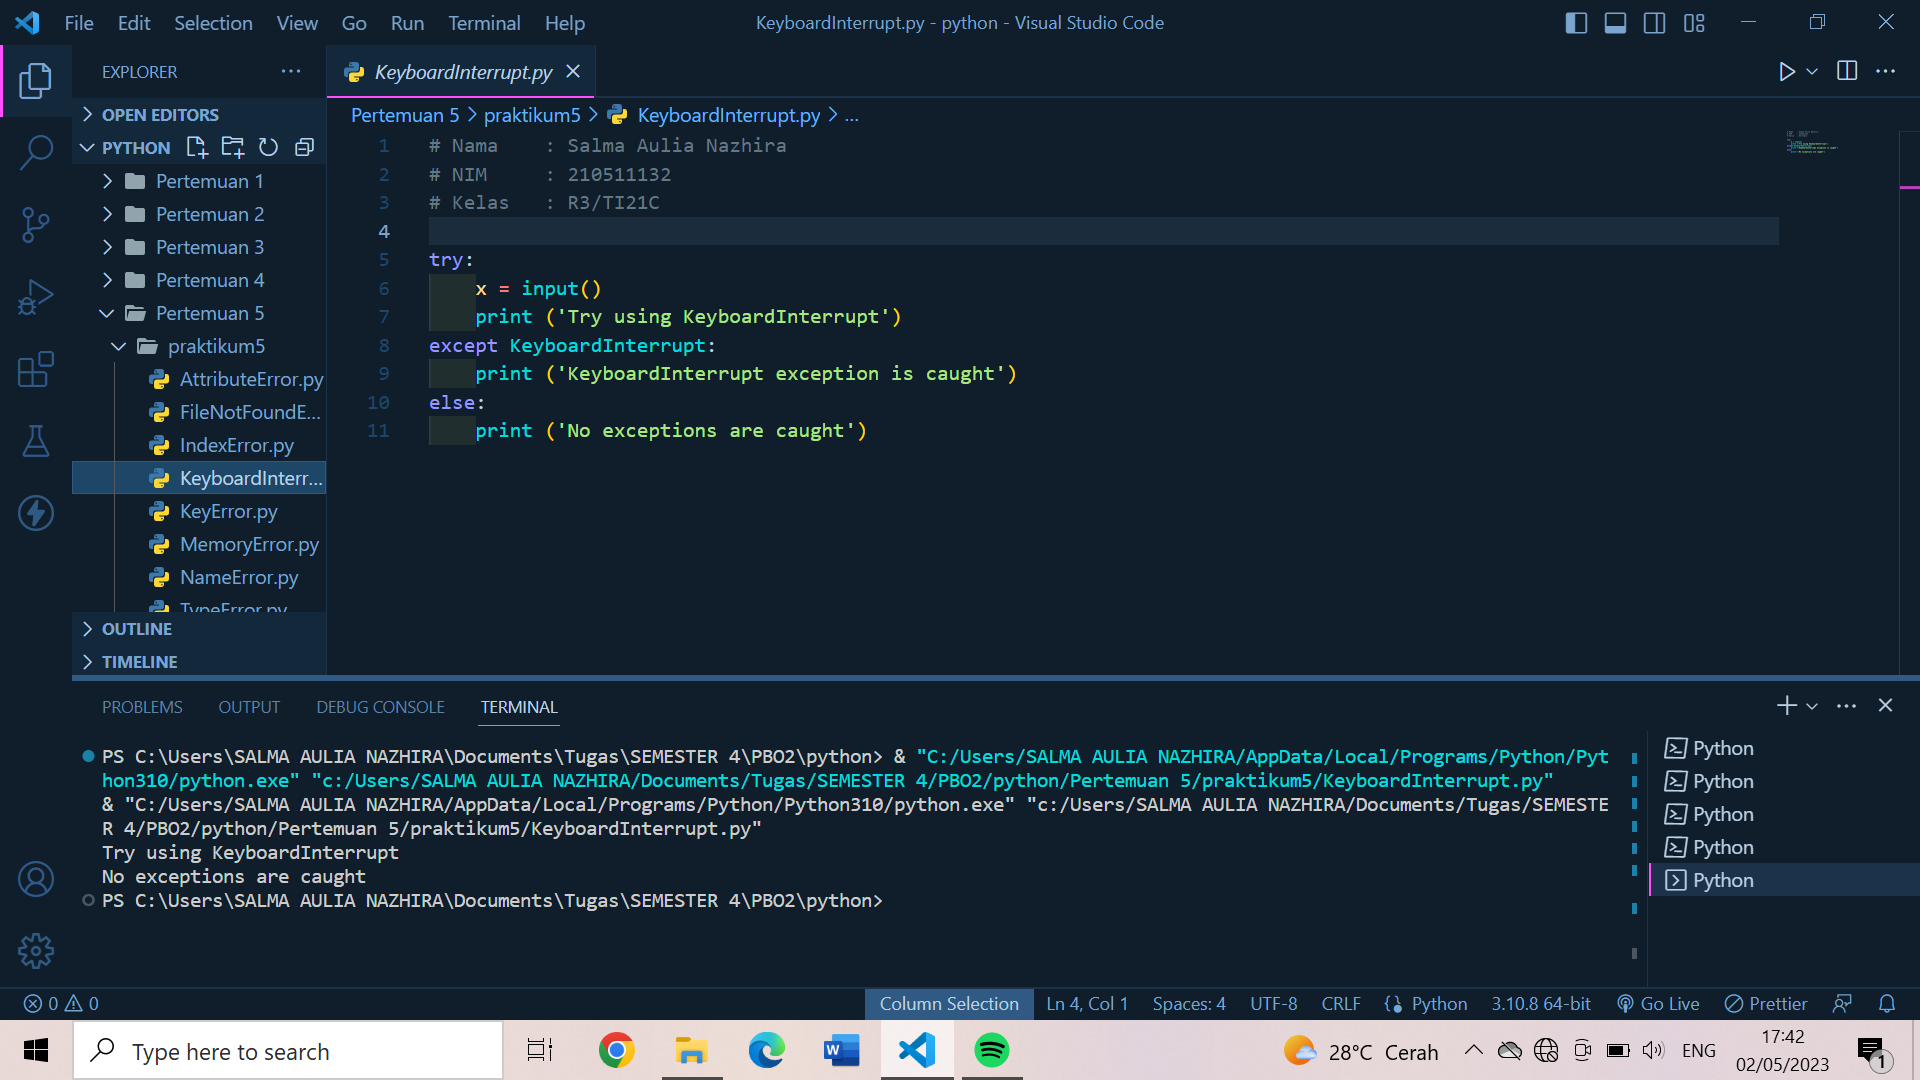 File Edit Selection View Go Run Terminal Help
KeyboardInterrupt.py - python - Visual Studio Code
EXPLORER
OPEN EDITORS
PYTHON
Pertemuan 1
Pertemuan 2
Pertemuan 3
Pertemuan 4
Pertemuan 5
praktikum5
AttributeError.py
FileNotFoundE...
IndexError.py
KeyboardInterr...
KeyError.py
MemoryError.py
NameError.py
TypeError.py
OUTLINE
TIMELINE
KeyboardInterrupt.py
Pertemuan 5 > praktikum5 > KeyboardInterrupt.py > ...
1 # Nama    : Salma Aulia Nazhira
2 # NIM     : 210511132
3 # Kelas   : R3/TI21C
4
5 try:
6     x = input()
7     print ('Try using KeyboardInterrupt')
8 except KeyboardInterrupt:
9     print ('KeyboardInterrupt exception is caught')
10 else:
11     print ('No exceptions are caught')
PROBLEMS OUTPUT DEBUG CONSOLE TERMINAL
PS C:\Users\SALMA AULIA NAZHIRA\Documents\Tugas\SEMESTER 4\PBO2\python> & "C:/Users/SALMA AULIA NAZHIRA/AppData/Local/Programs/Python/Pyt
hon310/python.exe" "c:/Users/SALMA AULIA NAZHIRA/Documents/Tugas/SEMESTER 4/PBO2/python/Pertemuan 5/praktikum5/KeyboardInterrupt.py"
& "C:/Users/SALMA AULIA NAZHIRA/AppData/Local/Programs/Python/Python310/python.exe" "c:/Users/SALMA AULIA NAZHIRA/Documents/Tugas/SEMESTE
R 4/PBO2/python/Pertemuan 5/praktikum5/KeyboardInterrupt.py"
Try using KeyboardInterrupt
No exceptions are caught
PS C:\Users\SALMA AULIA NAZHIRA\Documents\Tugas\SEMESTER 4\PBO2\python>
Python
Python
Python
Python
Python
0 0 Column Selection Ln 4, Col 1 Spaces: 4 UTF-8 CRLF Python 3.10.8 64-bit Go Live Prettier
Type here to search
28°C Cerah
ENG
17:42
02/05/2023
1